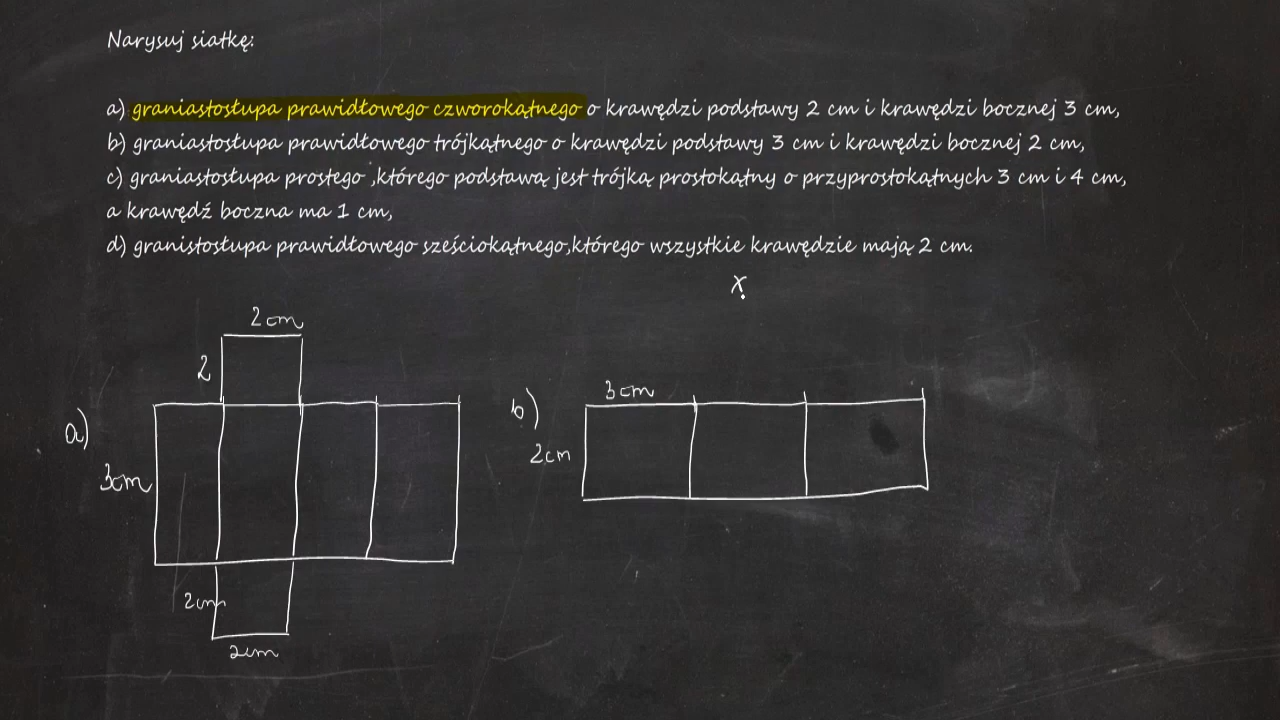 Narysuj siatkę:
a) graniastosłupa prawidłowego czworokątnego o krawędzi podstawy 2 cm i krawędzi bocznej 3 cm,
b) graniastosłupa prawidłowego trójkątnego o krawędzi podstawy 3 cm i krawędzi bocznej 2 cm,
c) graniastosłupa prostego ,którego podstawą jest trójką prostokątny o przyprostokątnych 3 cm i 4 cm,
a krawędź boczna ma 1 cm,
d) granistosłupa prawidłowego sześciokątnego,którego wszystkie krawędzie mają 2 cm.
x
2cm
2
a)
3cm
2cm
2cm
b)
3cm
2cm